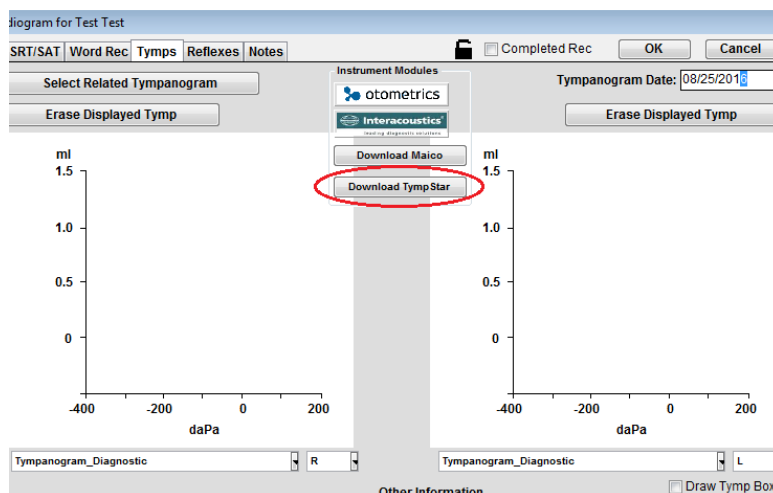 diogram for Test Test
SRT/SAT Word Rec Tymps Reflexes Notes
Completed Rec OK Cancel
Select Related Tympanogram
Erase Displayed Tymp
Instrument Modules
otometrics
Interacoustics
leading diagnostic solutions
Download Maico
Download TympStar
Tympanogram Date: 08/25/2016
Erase Displayed Tymp
ml
1.5
1.0
0.5
0
-400 -200 0 200
daPa
ml
1.5
1.0
0.5
0
-400 -200 0 200
daPa
Tympanogram_Diagnostic R
Tympanogram_Diagnostic L
Draw Tymp Box
Other Information